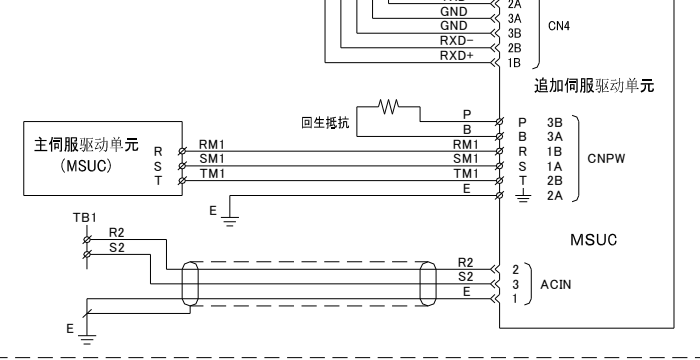 2A
GND 3A
GND 3B CN4
RXD- 2B
RXD+ 1B
追加伺服驱动单元
回生抵抗 P P 3B
B B 3A
主伺服驱动单元
(MSUC)
R RM1 RM1 R 1B CNPW
S SM1 SM1 S 1A
T TM1 TM1 T 2B
E 2A
E
TB1
R2
S2
MSUC
R2 2
S2 3 ACIN
E 1
E